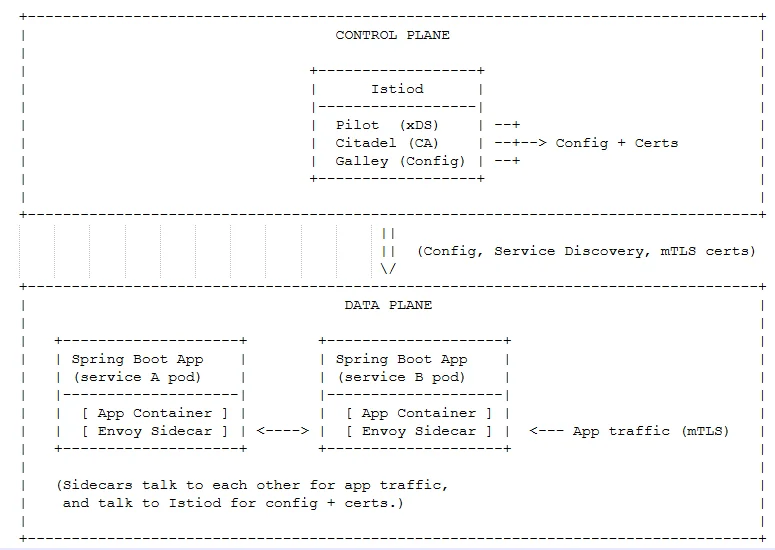 CONTROL PLANE
Istiod
Pilot (xDS) --+
Citadel (CA) --+--> Config + Certs
Galley (Config) --+
(Config, Service Discovery, mTLS certs)
DATA PLANE
Spring Boot App Spring Boot App
(service A pod) (service B pod)
[ App Container ] [ App Container ]
[ Envoy Sidecar ] <----> [ Envoy Sidecar ] <--- App traffic (mTLS)
(Sidecars talk to each other for app traffic,
and talk to Istiod for config + certs.)